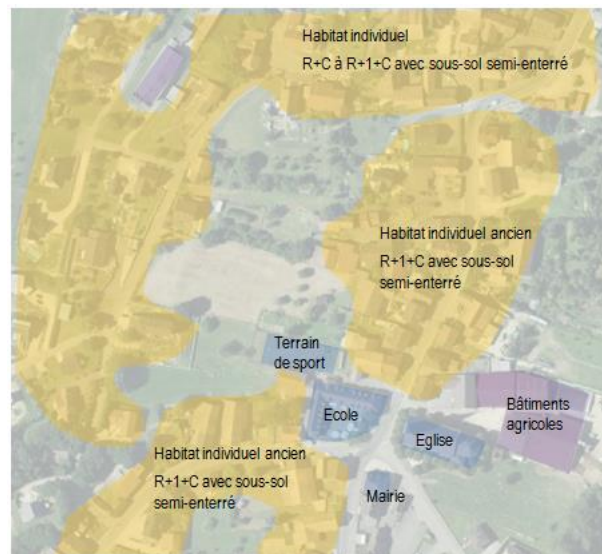 Habitat individuel
R+C à R+1+C avec sous-sol semi-enterré
Habitat individuel ancien
R+1+C avec sous-sol
semi-enterré
Terrain
de sport
Ecole
Eglise
Bâtiments
agricoles
Habitat individuel ancien
R+1+C avec sous-sol
semi-enterré
Mairie